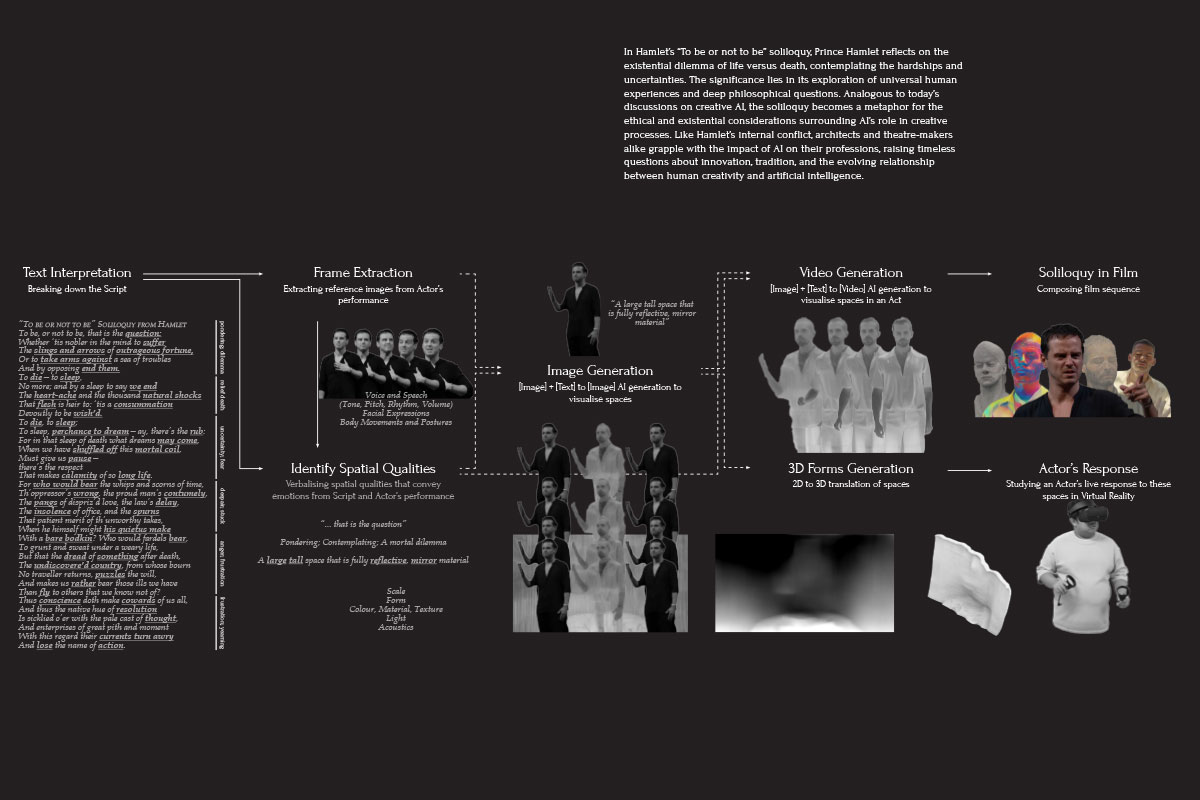 In Hamlet's "To be or not to be" soliloquy, Prince Hamlet reflects on the
existential dilemma of life versus death, contemplating the hardships and
uncertainties. The significance lies in its exploration of universal human
experiences and deep philosophical questions. Analogous to today's
discussions on creative AI, the soliloquy becomes a metaphor for the
ethical and existential considerations surrounding AI's role in creative
processes. Like Hamlet's internal conflict, architects and theatre-makers
alike grapple with the impact of AI on their professions, raising timeless
questions about innovation, tradition, and the evolving relationship
between human creativity and artificial intelligence.
Text Interpretation
Breaking down the Script
"To be or not to be" Soliloquy from Hamlet
To be, or not to be, that is the question:
Whether 'tis nobler in the mind to suffer
The slings and arrows of outrageous fortune,
Or to take arms against a sea of troubles
And by opposing end them.
To die – to sleep,
No more; and by a sleep to say we end
The heart-ache and the thousand natural shocks
That flesh is heir to: 'tis a consummation
Devoutly to be wish'd.
To die, to sleep;
To sleep, perchance to dream – ay, there's the rub:
For in that sleep of death what dreams may come,
When we have shuffled off this mortal coil,
Must give us pause –
there's the respect
That makes calamity of so long life.
For who would bear the whips and scorns of time,
Th'oppressor's wrong, the proud man's contumely,
The pangs of dispriz'd love, the law's delay,
The insolence of office, and the spurns
That patient merit of th'unworthy takes,
When he himself might his quietus make
With a bare bodkin? Who would fardels bear,
To grunt and sweat under a weary life,
But that the dread of something after death,
The undiscovere'd country, from whose bourn
No traveller returns, puzzles the will,
And makes us rather bear those ills we have
Than fly to others that we know not of?
Thus conscience doth make cowards of us all,
And thus the native hue of resolution
Is sicklied o'er with the pale cast of thought,
And enterprises of great pith and moment
With this regard their currents turn awry
And lose the name of action.
pondering; dilemma
relief; death
uncertainty; fear
despair; stuck
regret; frustration
frustration; yearning
Frame Extraction
Extracting reference images from Actor's
performance
Voice and Speech
(Tone, Pitch, Rhythm, Volume)
Facial Expressions
Body Movements and Postures
Identify Spatial Qualities
Verbalising spatial qualities that convey
emotions from Script and Actor's performance
"... that is the question"
Pondering; Contemplating; A mortal dilemma
A large tall space that is fully reflective, mirror material
Scale
Form
Colour, Material, Texture
Light
Acoustics
"A large tall space that
is fully reflective, mirror
material"
Image Generation
[Image] + [Text] to [Image] AI generation to
visualise spaces
Video Generation
[Image] + [Text] to [Video] AI generation to
visualise spaces in an Act
3D Forms Generation
2D to 3D translation of spaces
Soliloquy in Film
Composing film sequence
Actor's Response
Studying an Actor's live response to these
spaces in Virtual Reality